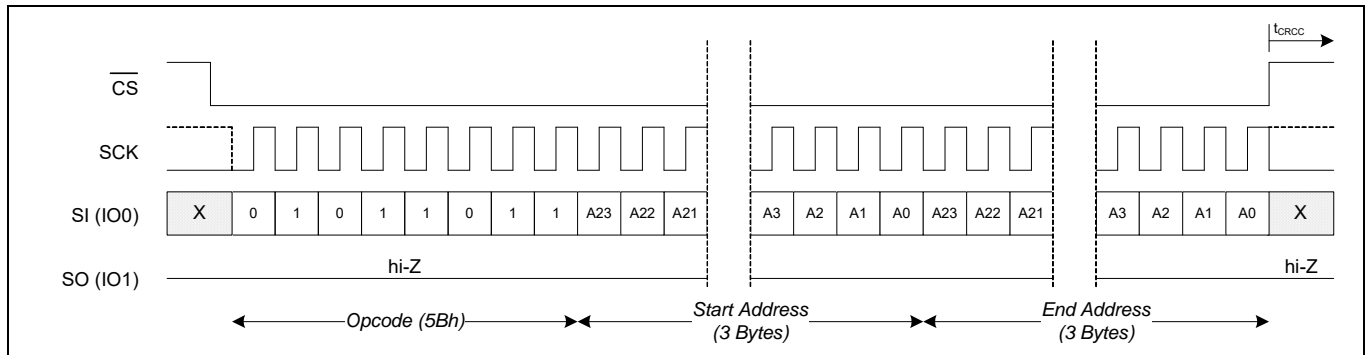 tCRCC
CS
SCK
SI (IO0) X 0 1 0 1 1 0 1 1 A23 A22 A21 A3 A2 A1 A0 A23 A22 A21 A3 A2 A1 A0 X
hi-Z hi-Z
SO (IO1)
Opcode (5Bh) Start Address End Address
(3 Bytes) (3 Bytes)